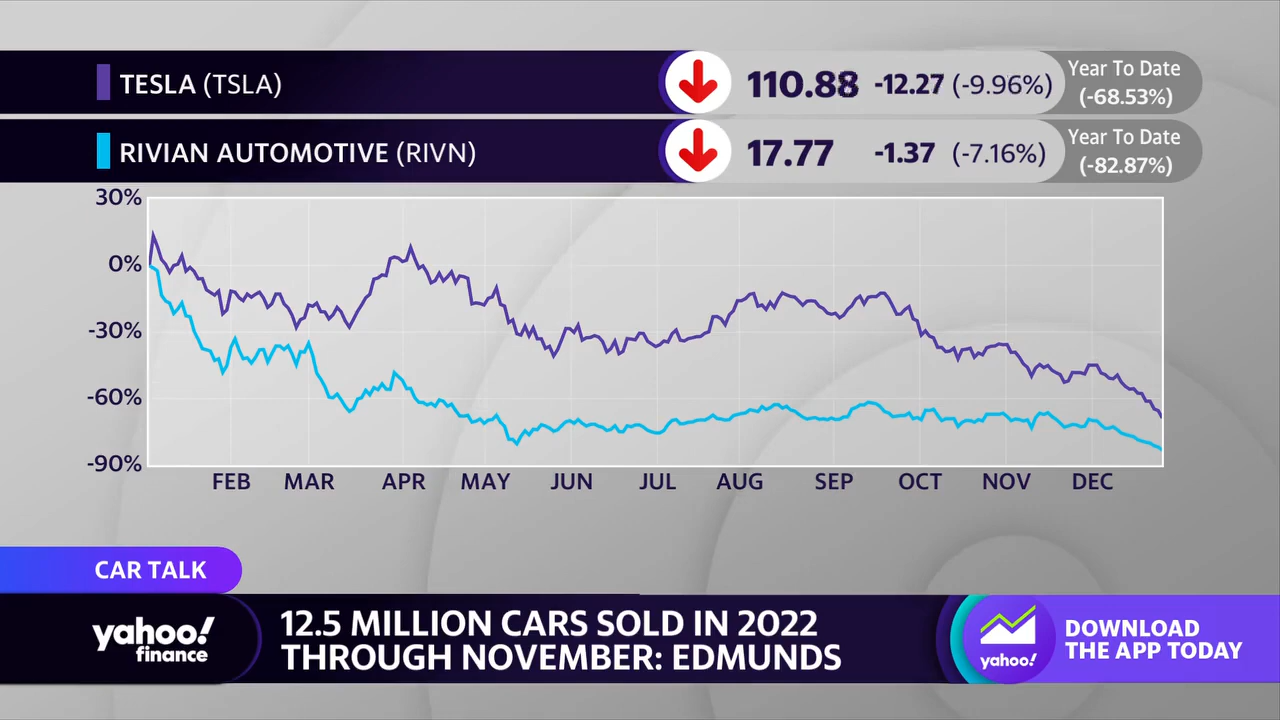 TESLA (TSLA) 110.88 -12.27 (-9.96%) Year To Date (-68.53%)
RIVIAN AUTOMOTIVE (RIVN) 17.77 -1.37 (-7.16%) Year To Date (-82.87%)
30%
0%
-30%
-60%
-90%
FEB MAR APR MAY JUN JUL AUG SEP OCT NOV DEC
CAR TALK
yahoo!
finance
12.5 MILLION CARS SOLD IN 2022
THROUGH NOVEMBER: EDMUNDS
yahoo!
DOWNLOAD
THE APP TODAY